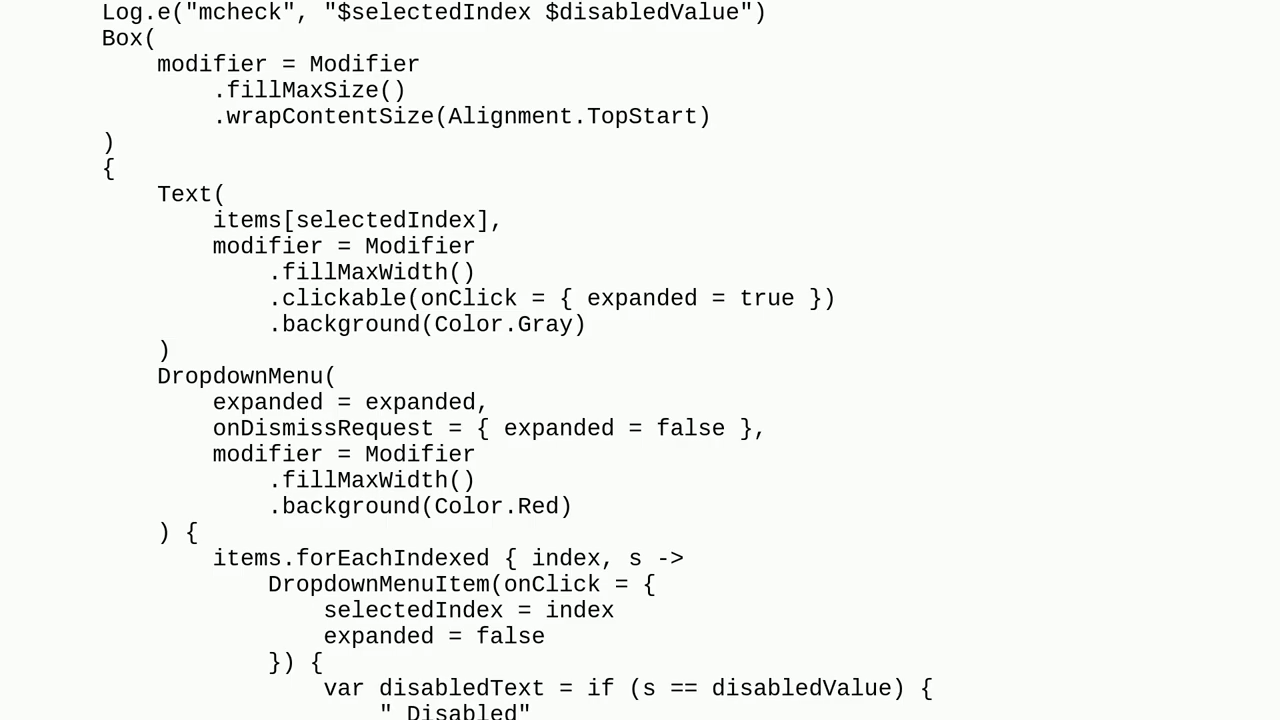 Log.e("mcheck", "$selectedIndex $disabledValue")
Box(
    modifier = Modifier
        .fillMaxSize()
        .wrapContentSize(Alignment.TopStart)
)
{
    Text(
        items[selectedIndex],
        modifier = Modifier
            .fillMaxWidth()
            .clickable(onClick = { expanded = true })
            .background(Color.Gray)
    )
    DropdownMenu(
        expanded = expanded,
        onDismissRequest = { expanded = false },
        modifier = Modifier
            .fillMaxWidth()
            .background(Color.Red)
    ) {
        items.forEachIndexed { index, s ->
            DropdownMenuItem(onClick = {
                selectedIndex = index
                expanded = false
            }) {
                var disabledText = if (s == disabledValue) {
                    " Disabled"